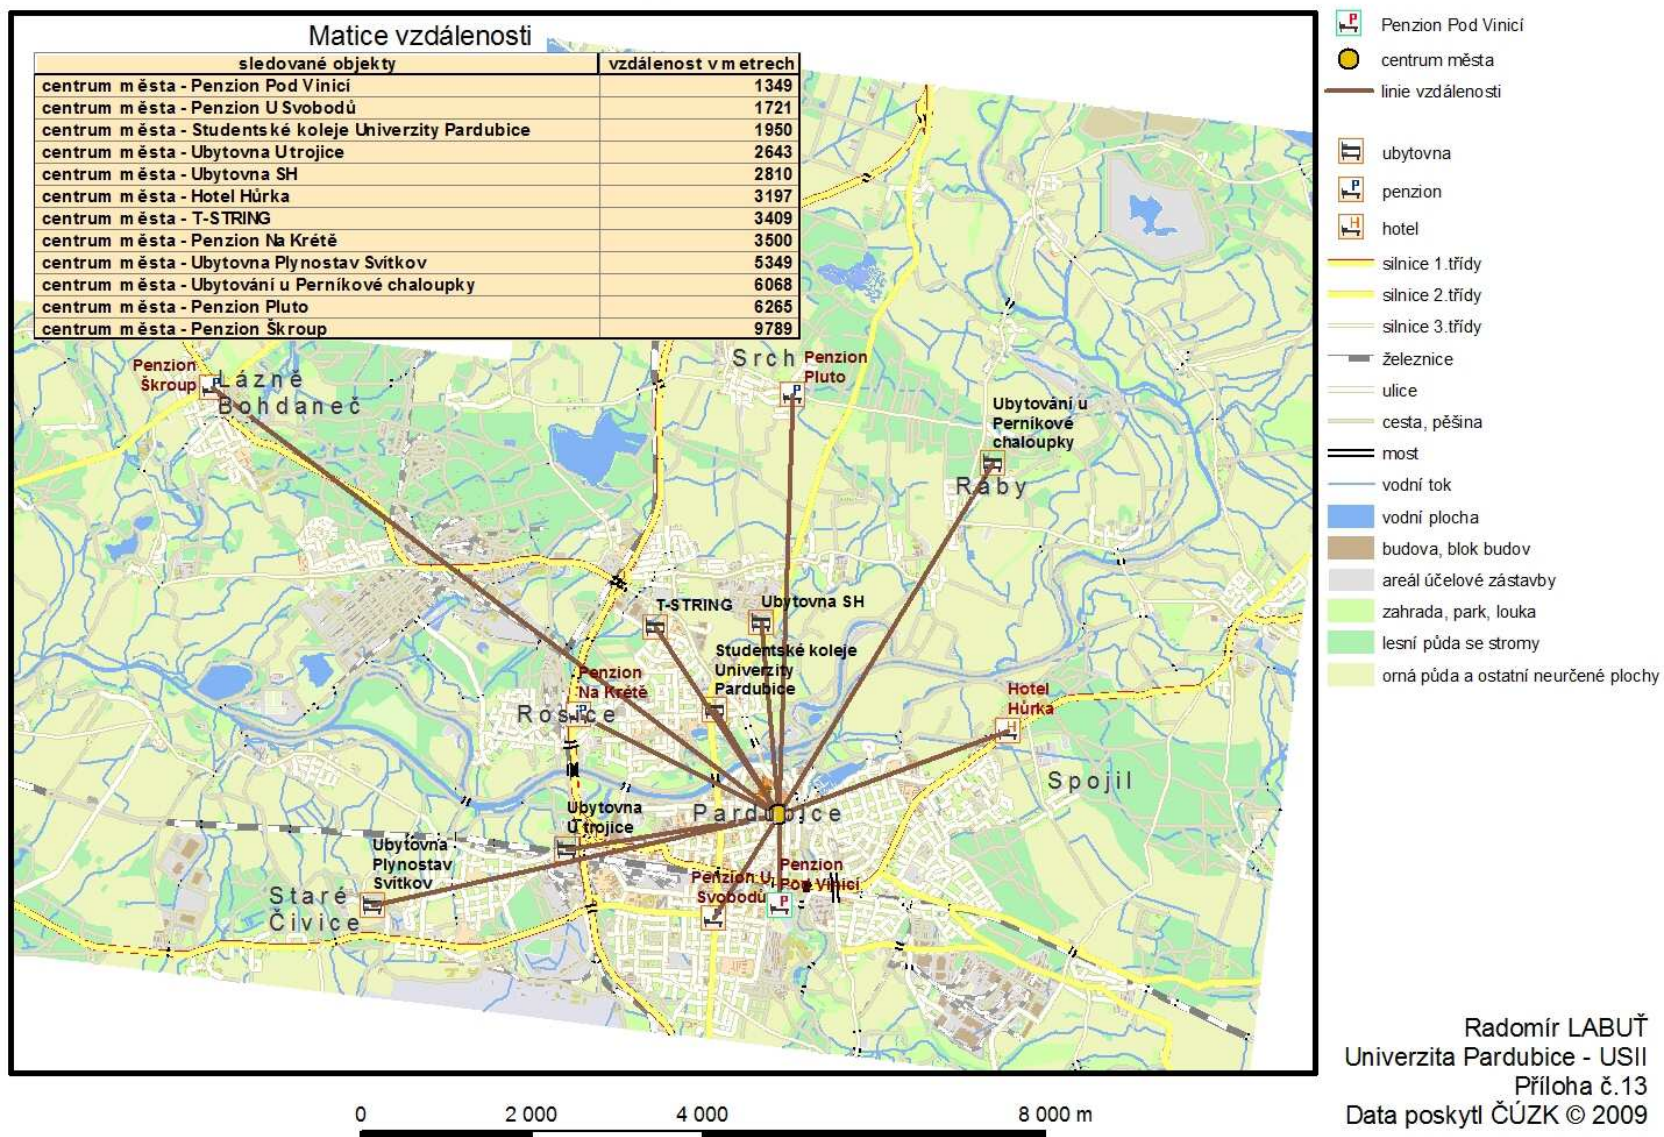 Matice vzdálenosti
sledované objekty vzdálenost v metrech
centrum města - Penzion Pod Vinicí 1349
centrum města - Penzion U Svobodů 1721
centrum města - Studentské koleje Univerzity Pardubice 1950
centrum města - Ubytovna U trojice 2643
centrum města - Ubytovna SH 2810
centrum města - Hotel Hůrka 3197
centrum města - T-STRING 3409
centrum města - Penzion Na Krétě 3500
centrum města - Ubytovna Plynostav Svítkov 5349
centrum města - Ubytování u Perníkové chaloupky 6068
centrum města - Penzion Pluto 6265
centrum města - Penzion Škroup 9789
Penzion
Škroup
Lázně
Bohdaneč
Srch
Penzion
Pluto
Ubytování u
Perníkové
chaloupky
Ráby
T-STRING
Ubytovna SH
Studentské koleje
Univerzity
Pardubice
Penzion
Na Krétě
Rosice
Hotel
Hůrka
Spojil
Pardubice
Ubytovna
U trojice
Ubytovna
Plynostav
Svítkov
Staré
Čivice
Penzion U
Svobodů
Penzion
Pod Vinicí
Penzion Pod Vinicí
centrum města
linie vzdálenosti
ubytovna
penzion
hotel
silnice 1.třídy
silnice 2.třídy
silnice 3.třídy
železnice
ulice
cesta, pěšina
most
vodní tok
vodní plocha
budova, blok budov
areál účelové zástavby
zahrada, park, louka
lesní půda se stromy
orná půda a ostatní neurčené plochy
Radomír LABUŤ
Univerzita Pardubice - USII
Příloha č.13
Data poskytl ČÚZK © 2009
0 2 000 4 000 8 000 m